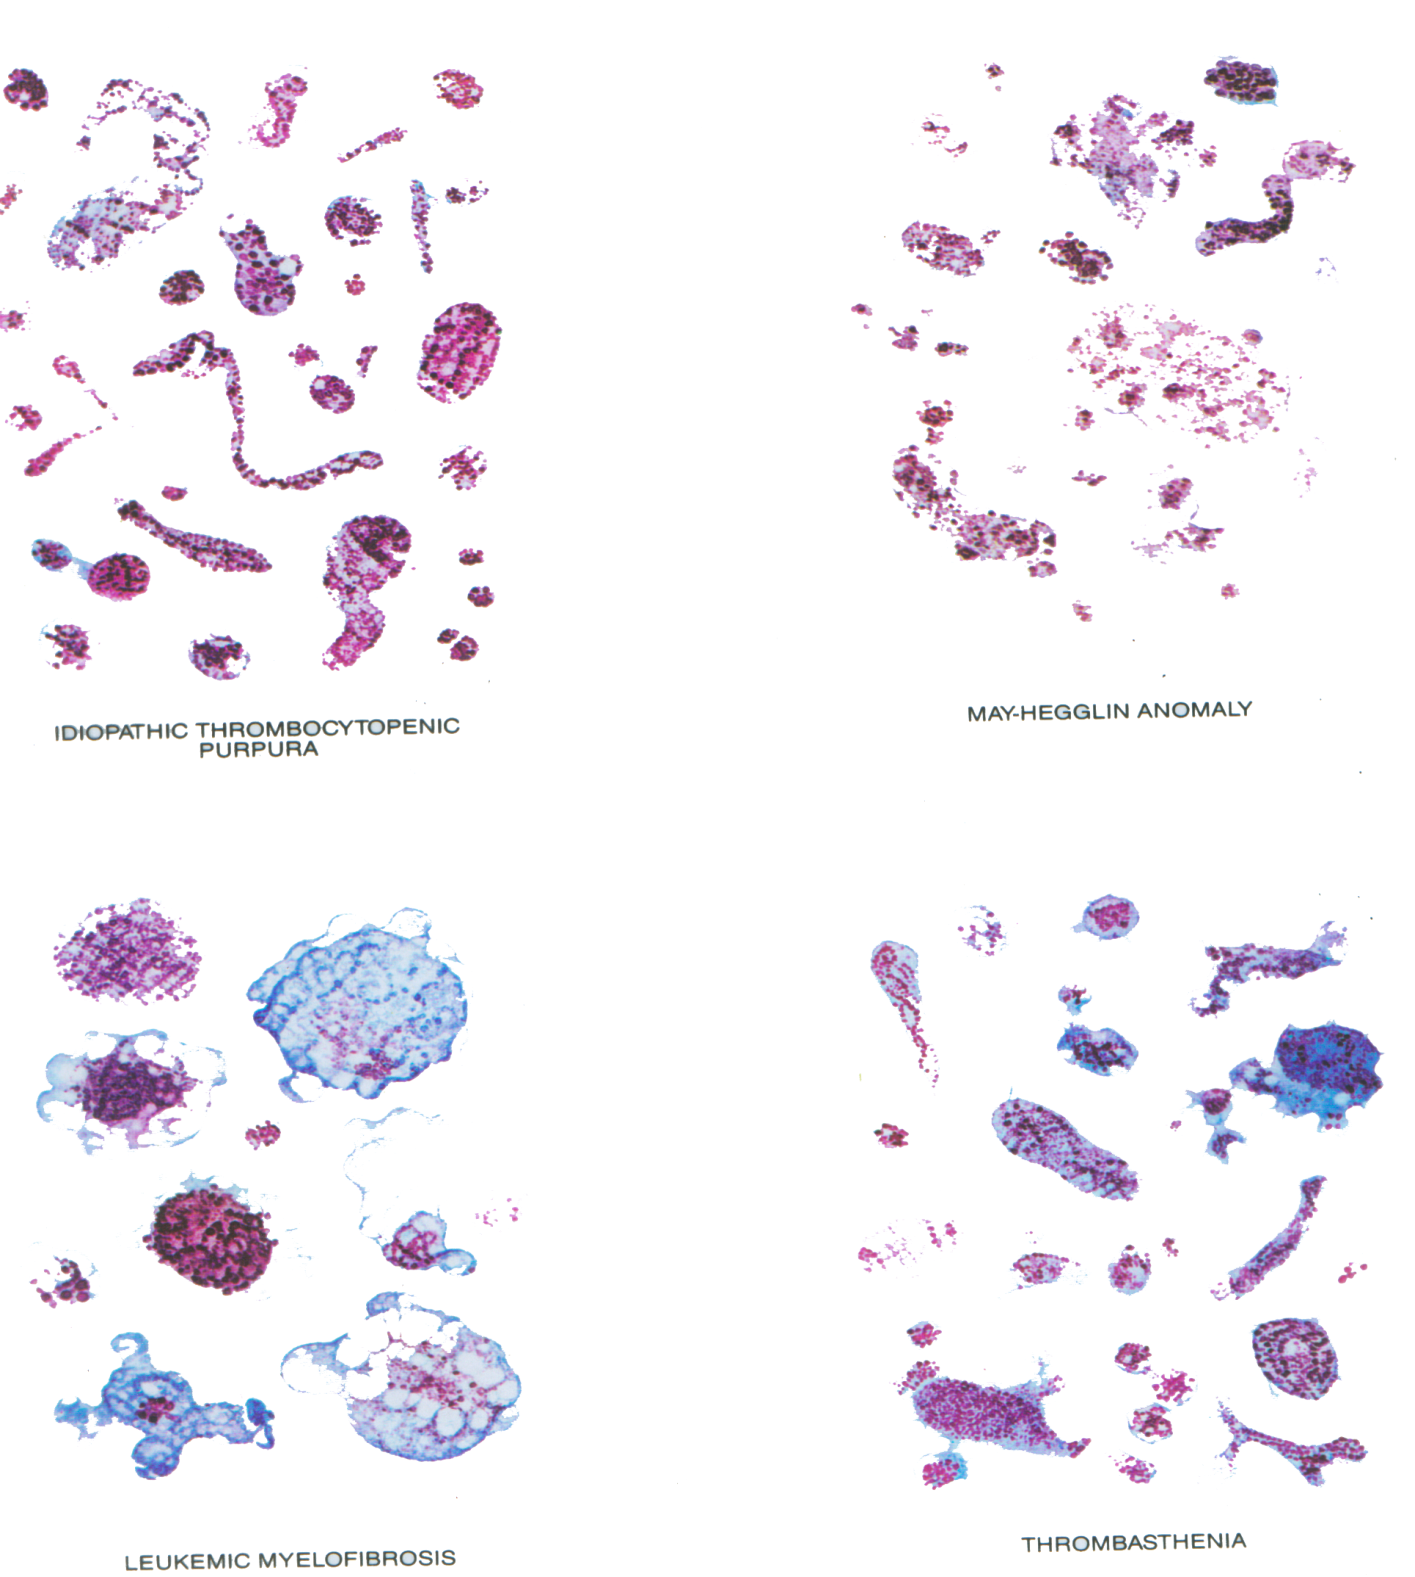 IDIOPATHIC THROMBOCYTOPENIC
PURPURA
MAY-HEGGLIN ANOMALY
LEUKEMIC MYELOFIBROSIS
THROMBASTHENIA